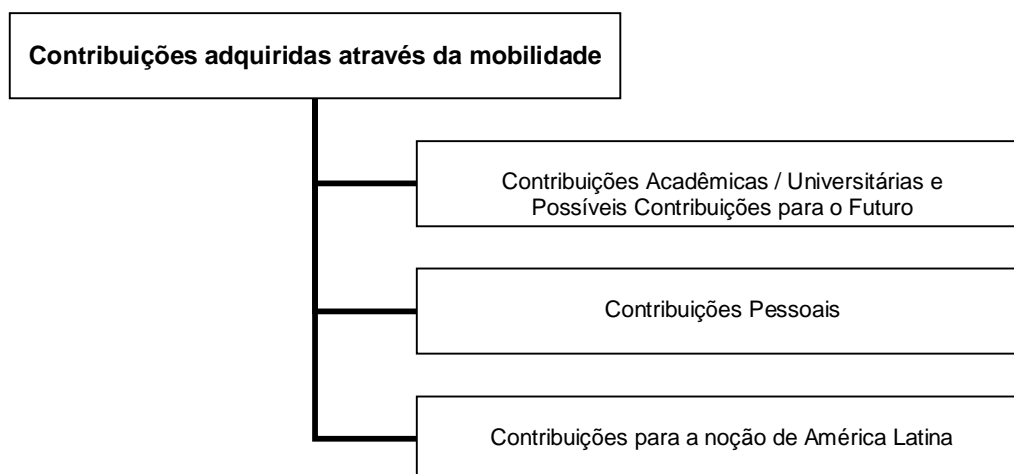 Contribuições adquiridas através da mobilidade
Contribuições Acadêmicas / Universitárias e
Possíveis Contribuições para o Futuro
Contribuições Pessoais
Contribuições para a noção de América Latina